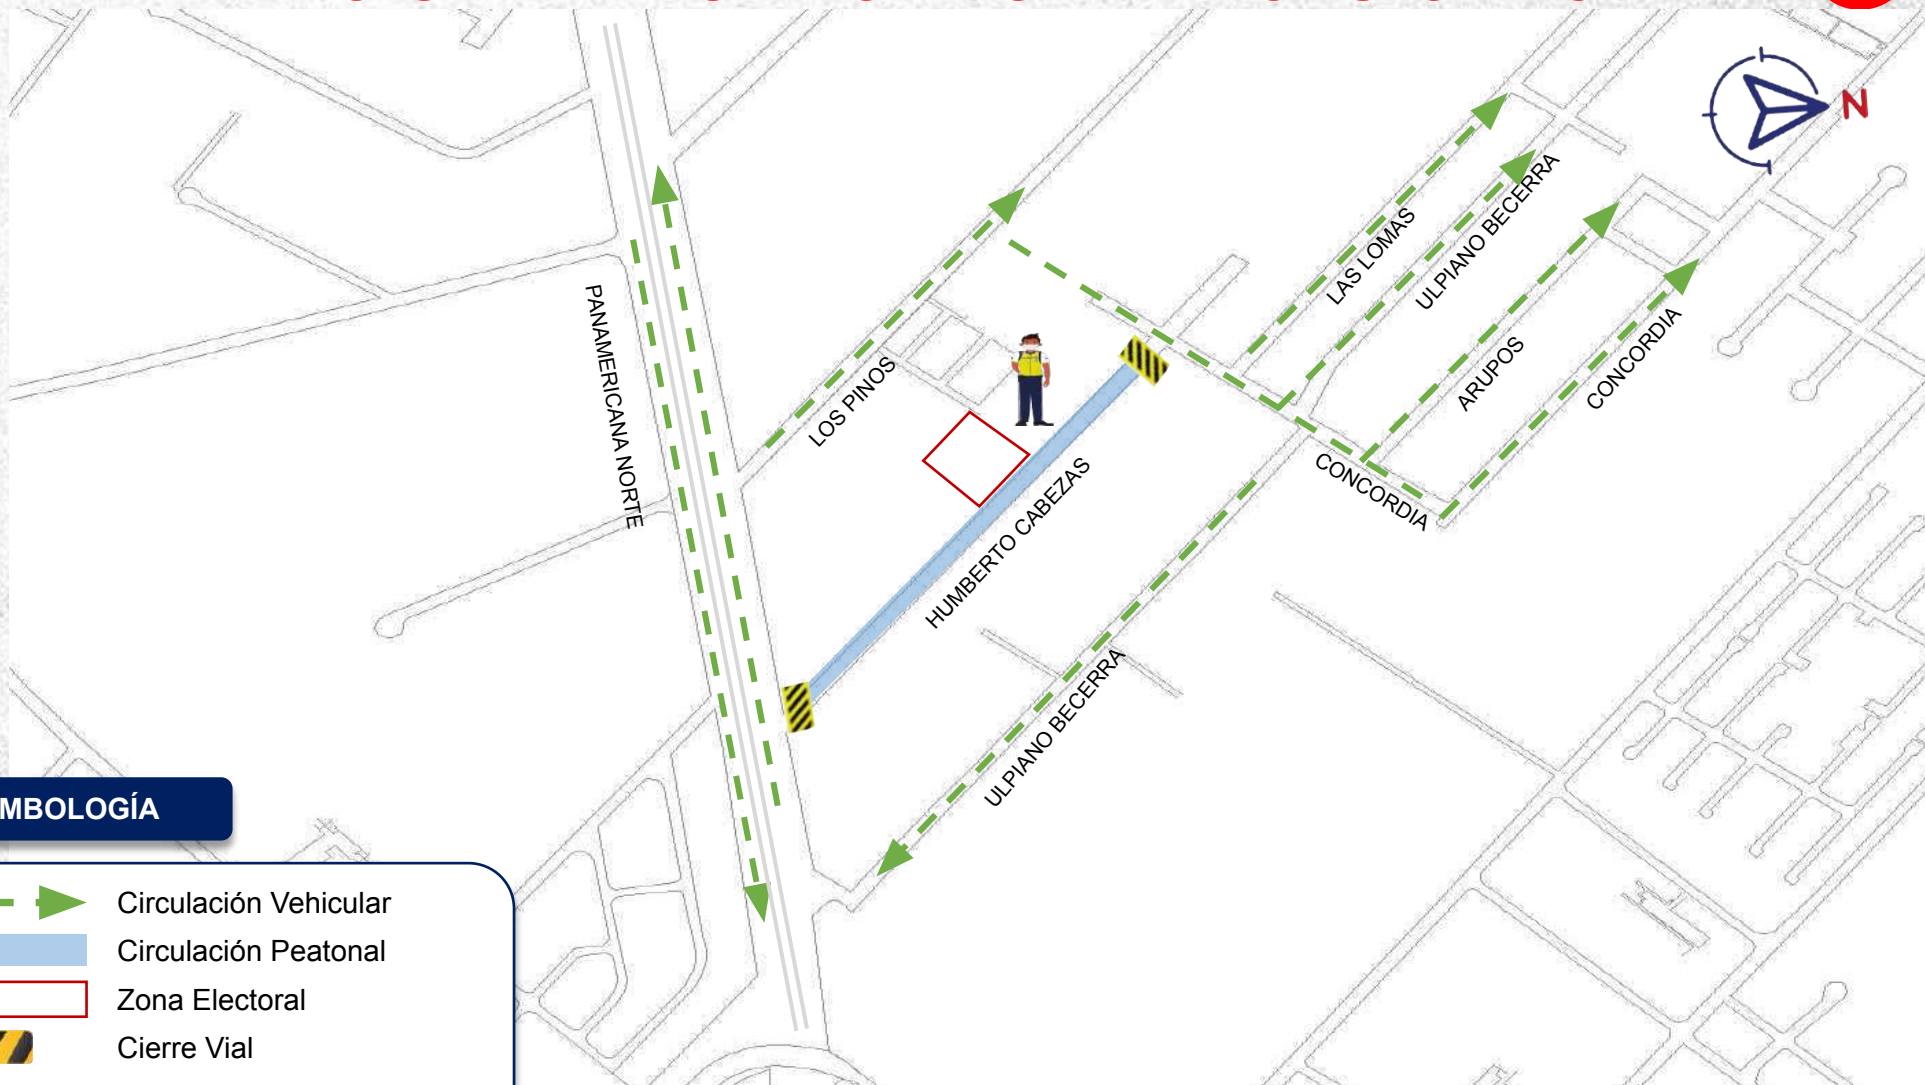 N
LAS LOMAS
ULPIANO BECERRA
PANAMERICANA NORTE
LOS PINOS
ARUPOS
CONCORDIA
HUMBERTO CABEZAS
CONCORDIA
ULPIANO BECERRA
MBOLOGÍA
Circulación Vehicular
Circulación Peatonal
Zona Electoral
Cierre Vial